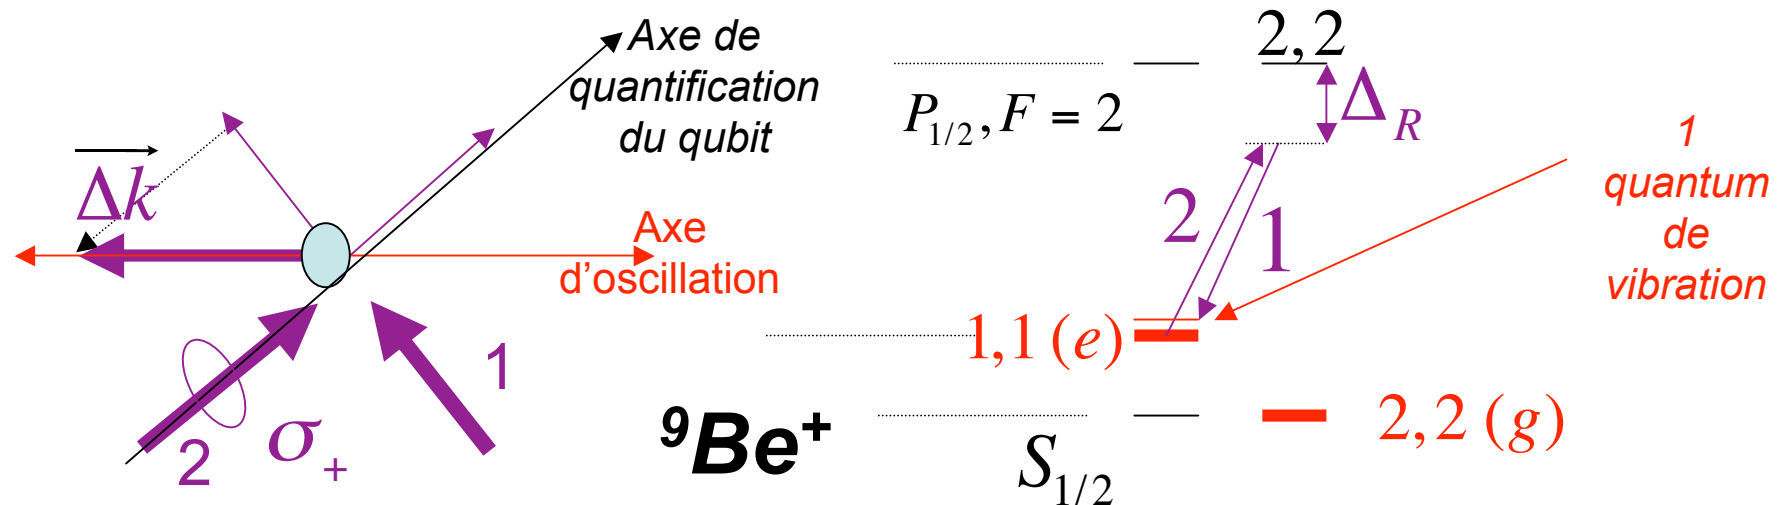 Axe de
quantification
du qubit
Δk
Axe
d'oscillation
1
2
σ+
2,2
P1/2, F = 2
ΔR
2
1
1
quantum
de
vibration
1,1 (e)
9Be+
S1/2
2,2 (g)